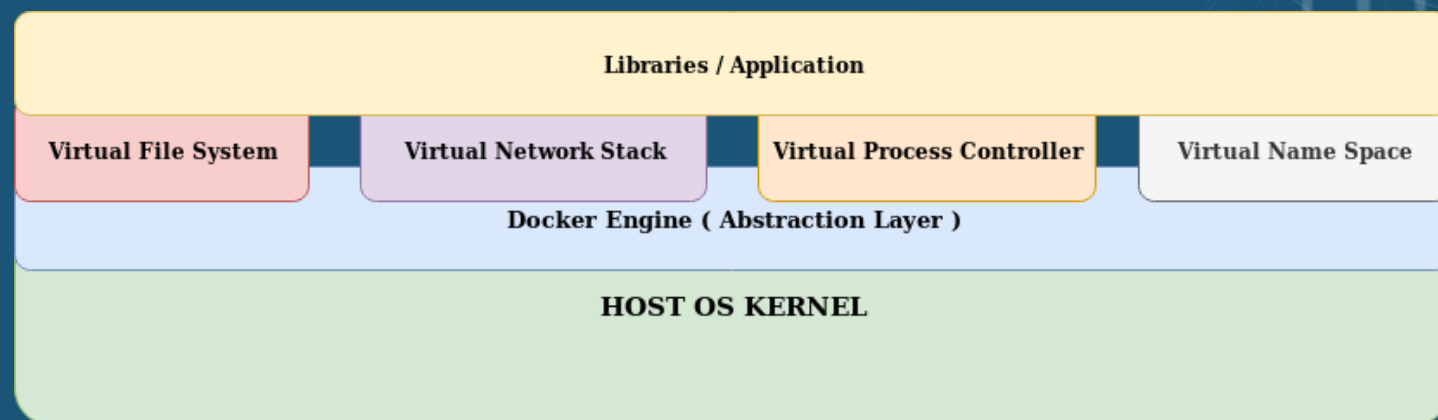 Libraries / Application
Virtual File System
Virtual Network Stack
Virtual Process Controller
Virtual Name Space
Docker Engine ( Abstraction Layer )
HOST OS KERNEL